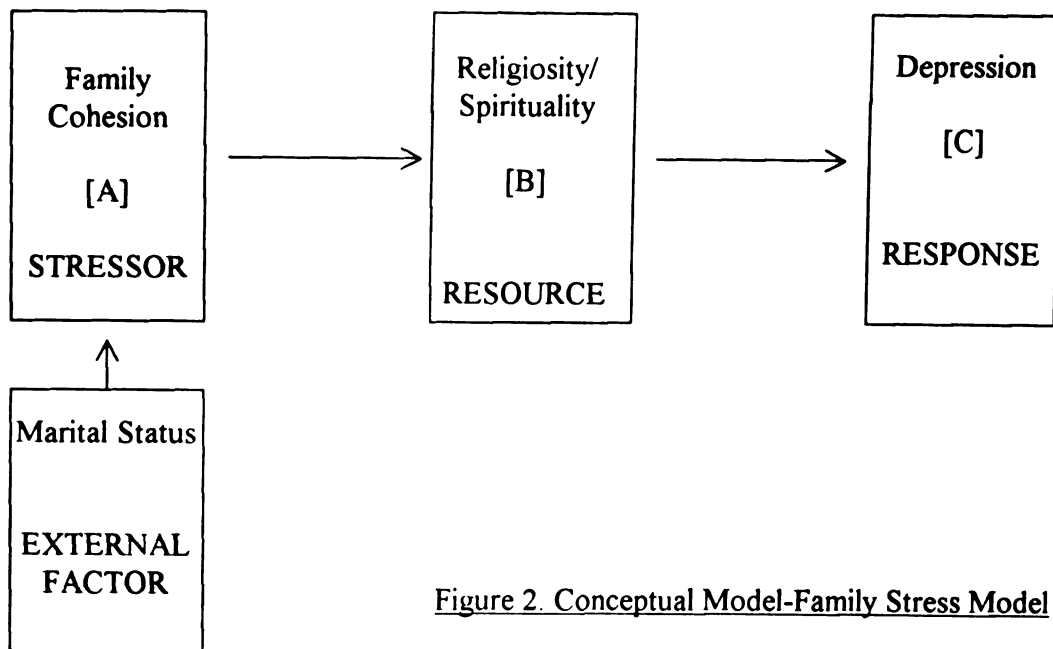 Family
Cohesion
[A]
STRESSOR
Religiosity/
Spirituality
[B]
RESOURCE
Depression
[C]
RESPONSE
Marital Status
EXTERNAL
FACTOR
Figure 2. Conceptual Model-Family Stress Model